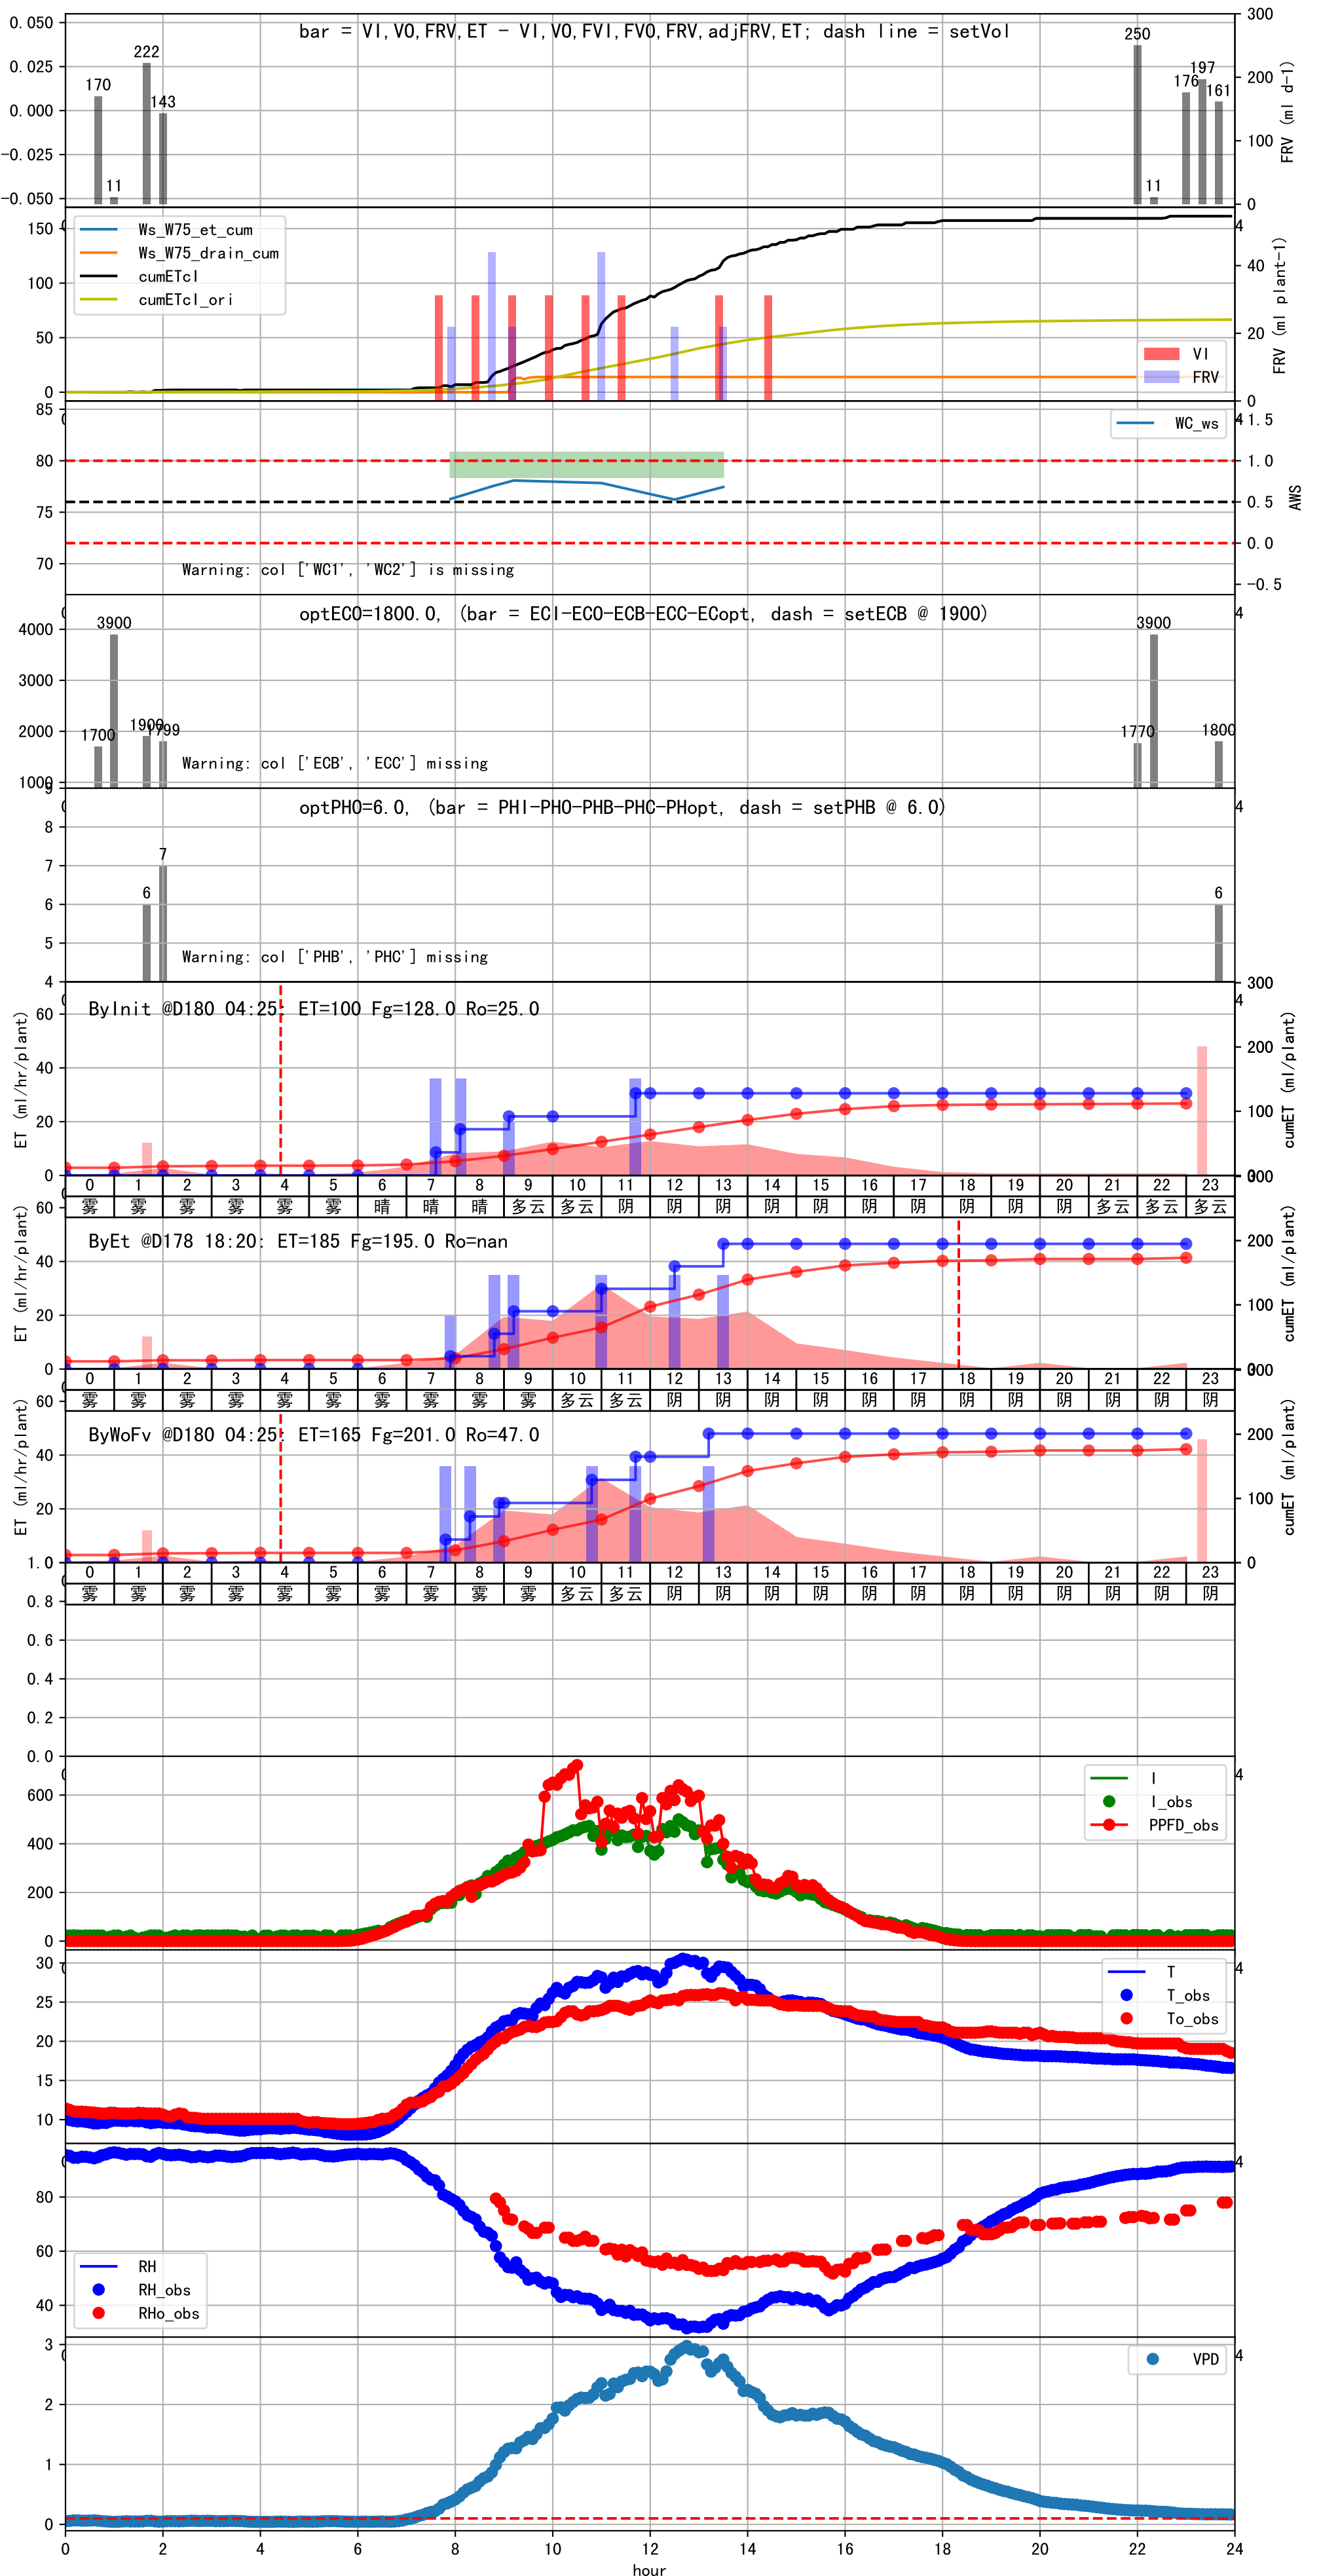 bar = VI,VO,FRV,ET - VI,VO,FVI,FVO,FRV,adjFRV,ET; dash line = setVol
0.050
0.025
0.000
−0.025
−0.050
170
11
222
143
250
11
176
197
161
300
200
100
0
FRV (ml d-1)
Ws_W75_et_cum
Ws_W75_drain_cum
cumETcI
cumETcI_ori
150
100
50
0
VI
FRV
4
40
20
0
FRV (ml plant-1)
85
80
75
70
WC_ws
Warning: col ['WC1', 'WC2'] is missing
4
1.5
1.0
0.5
0.0
−0.5
AWS
optECO=1800.0, (bar = ECI-ECO-ECB-ECC-ECopt, dash = setECB @ 1900)
4000
3000
2000
1000
1700
3900
1900
1799
1770
3900
1800
Warning: col ['ECB', 'ECC'] missing
4
optPHO=6.0, (bar = PHI-PHO-PHB-PHC-PHopt, dash = setPHB @ 6.0)
9
8
7
6
5
4
6
7
6
Warning: col ['PHB', 'PHC'] missing
4
ByInit @D180 04:25: ET=100 Fg=128.0 Ro=25.0
60
40
20
0
ET (ml/hr/plant)
4
300
200
100
0
cumET (ml/plant)
0 1 2 3 4 5 6 7 8 9 10 11 12 13 14 15 16 17 18 19 20 21 22 23
雾 雾 雾 雾 雾 雾 晴 晴 晴 多云 多云 阴 阴 阴 阴 阴 阴 阴 阴 阴 阴 多云 多云 多云
ByEt @D178 18:20: ET=185 Fg=195.0 Ro=nan
60
40
20
0
ET (ml/hr/plant)
300
200
100
0
cumET (ml/plant)
0 1 2 3 4 5 6 7 8 9 10 11 12 13 14 15 16 17 18 19 20 21 22 23
雾 雾 雾 雾 雾 雾 雾 雾 雾 雾 多云 多云 阴 阴 阴 阴 阴 阴 阴 阴 阴 阴 阴 阴
ByWoFv @D180 04:25: ET=165 Fg=201.0 Ro=47.0
60
40
20
ET (ml/hr/plant)
300
200
100
0
cumET (ml/plant)
0 1 2 3 4 5 6 7 8 9 10 11 12 13 14 15 16 17 18 19 20 21 22 23
雾 雾 雾 雾 雾 雾 雾 雾 雾 雾 多云 多云 阴 阴 阴 阴 阴 阴 阴 阴 阴 阴 阴 阴
1.0
0.8
0.6
0.4
0.2
0.0
600
400
200
0
I
I_obs
PPFD_obs
4
30
25
20
15
10
T
T_obs
To_obs
4
80
60
40
RH
RH_obs
RHo_obs
4
3
2
1
0
VPD
4
0 2 4 6 8 10 12 14 16 18 20 22 24
hour